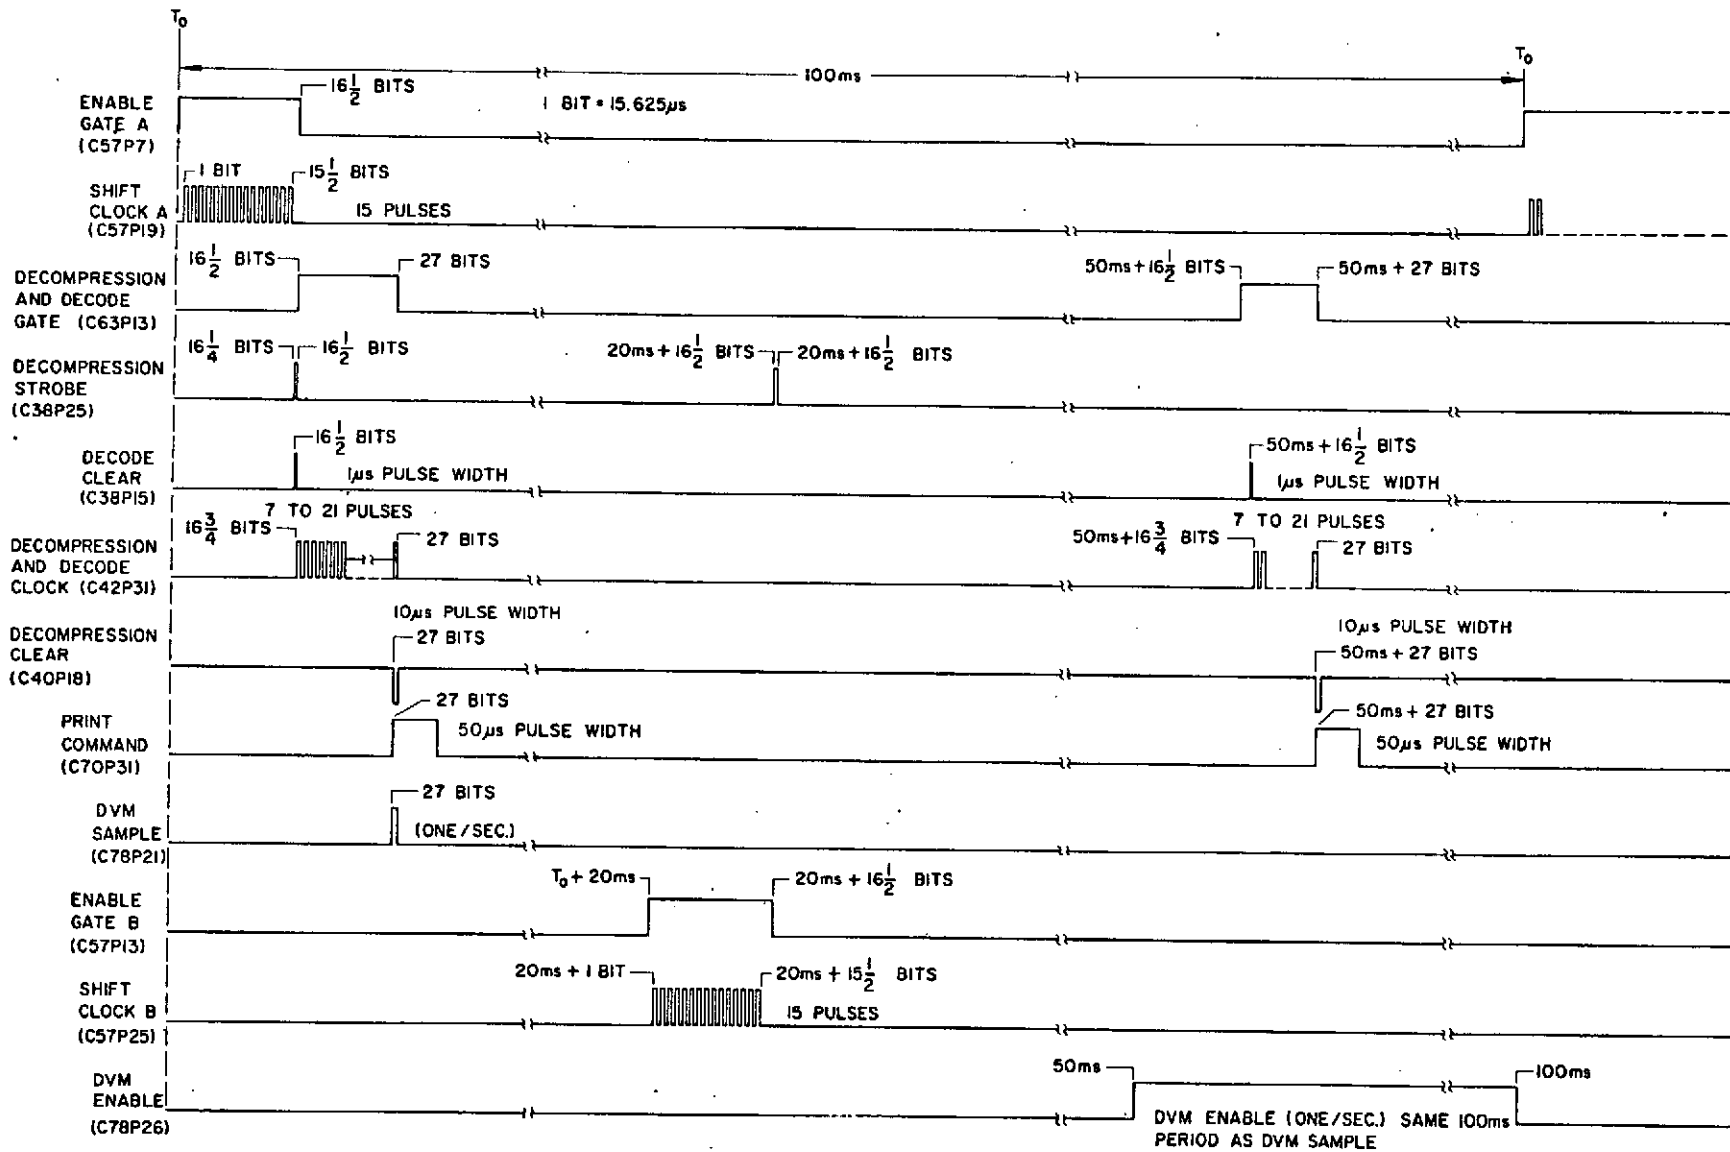 T₀
T₀
100ms
ENABLE
GATE A
(C57P7)
16 1/2 BITS
1 BIT = 15.625µs
SHIFT
CLOCK A
(C57P19)
1 BIT
15 1/2 BITS
15 PULSES
DECOMPRESSION
AND DECODE
GATE (C63P13)
16 1/2
27 BITS
50ms+16 1/2 BITS
50ms + 27 BITS
DECOMPRESSION
STROBE
(C38P25)
16 1/4 BITS
16 1/2 BITS
20ms + 16 1/2 BITS
20ms + 16 1/2 BITS
DECODE
CLEAR
(C38P15)
16 1/2 BITS
1µs PULSE WIDTH
50ms + 16 1/2 BITS
1µs PULSE WIDTH
DECOMPRESSION
AND DECODE
CLOCK (C42P31)
16 3/4 BITS
7 TO 21 PULSES
27 BITS
50ms+16 3/4 BITS
7 TO 21 PULSES
27 BITS
DECOMPRESSION
CLEAR
(C40P18)
10µs PULSE WIDTH
27 BITS
10µs PULSE WIDTH
50ms + 27 BITS
PRINT
COMMAND
(C70P31)
27 BITS
50µs PULSE WIDTH
50ms + 27 BITS
50µs PULSE WIDTH
DVM
SAMPLE
(C78P21)
27 BITS
(ONE/SEC.)
ENABLE
GATE B
(C57P13)
T₀ + 20ms
20ms + 16 1/2 BITS
SHIFT
CLOCK B
(C57P25)
20ms + 1 BIT
20ms + 15 1/2 BITS
15 PULSES
DVM
ENABLE
(C78P26)
50ms
100ms
DVM ENABLE (ONE/SEC.) SAME 100ms
PERIOD AS DVM SAMPLE